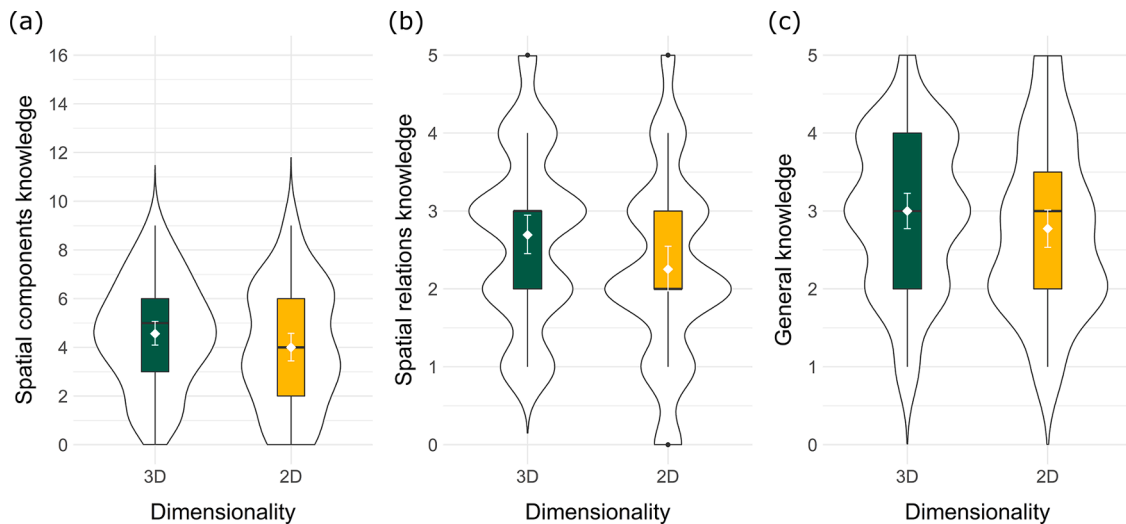 (a)
Spatial components knowledge
16
14
12
10
8
6
4
2
0
3D
2D
Dimensionality
(b)
Spatial relations knowledge
5
4
3
2
1
0
3D
2D
Dimensionality
(c)
General knowledge
5
4
3
2
1
0
3D
2D
Dimensionality